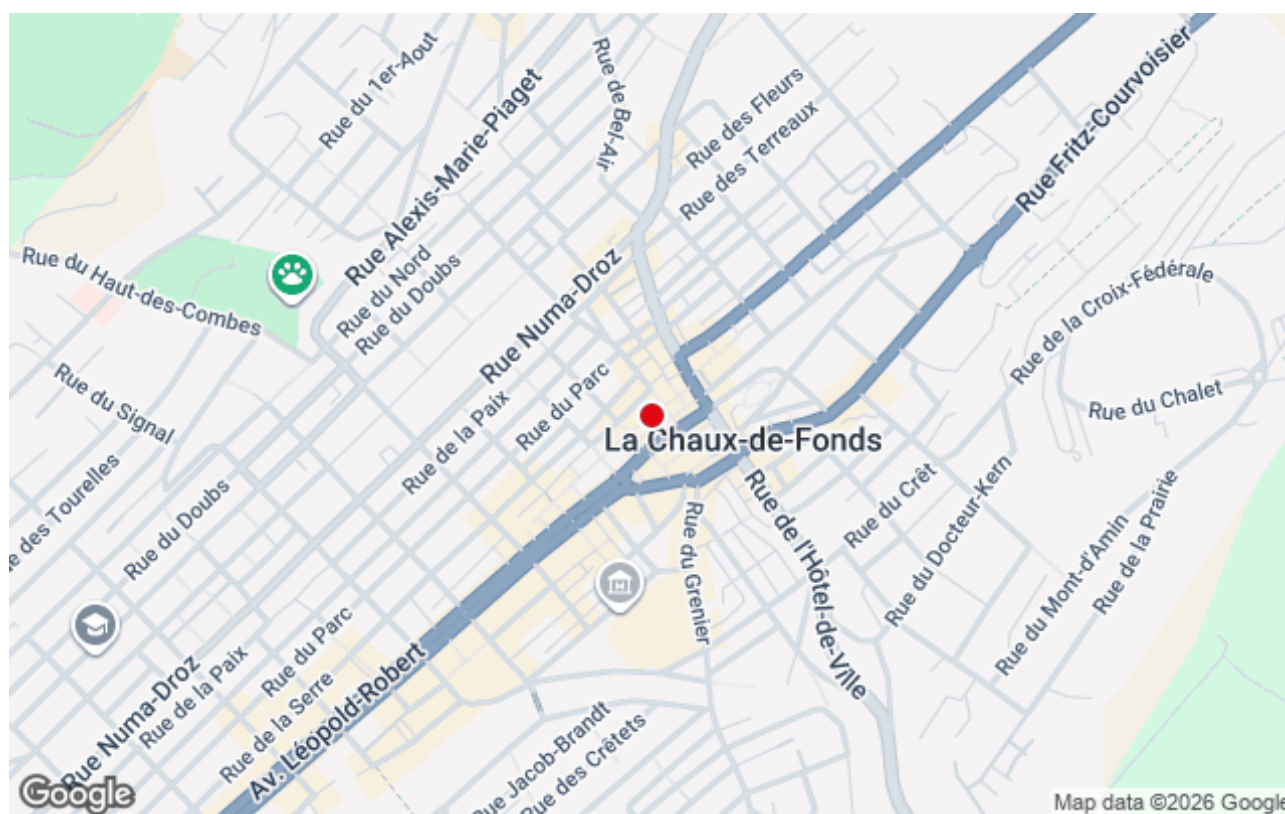 Rue du 1er-Aout
Rue Alexis-Marie-Piaget
Rue de Bel-Air
Rue des Fleurs
Rue des Terreaux
Rue Fritz-Courvoisier
Rue du Haut-des-Combes
Rue du Nord
Rue du Doubs
Rue Numa-Droz
Rue de la Croix-Fédérale
Rue du Signal
Rue du Parc
Rue de la Paix
Rue du Chalet
La Chaux-de-Fonds
e des Tourelles
Rue du Doubs
Rue du Grenier
Rue de l'Hôtel-de-Ville
Rue du Crêt
Rue du Docteur-Kern
Rue du Mont-d'Amin
Rue de la Prairie
Rue du Parc
Rue de la Paix
Rue Numa-Droz
Rue de la Serre
Av. Léopold-Robert
Rue Jacob-Brandt
Rue des Crêtets
Google
Map data ©2026 Google